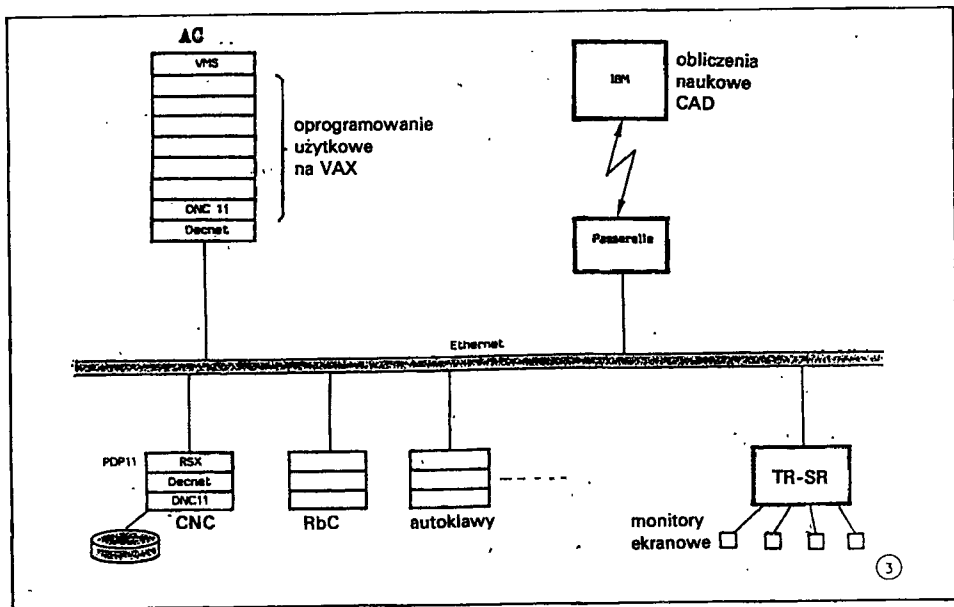 AC
VMS
oprogramowanie
użytkowe
na VAX
DNC 11
Decnet
IBM
obliczenia
naukowe
CAD
Passerelle
Ethernet
PDP11
RSX
Decnet
DNC11
CNC
RbC
autoklawy
TR-SR
monitory
ekranowe
3